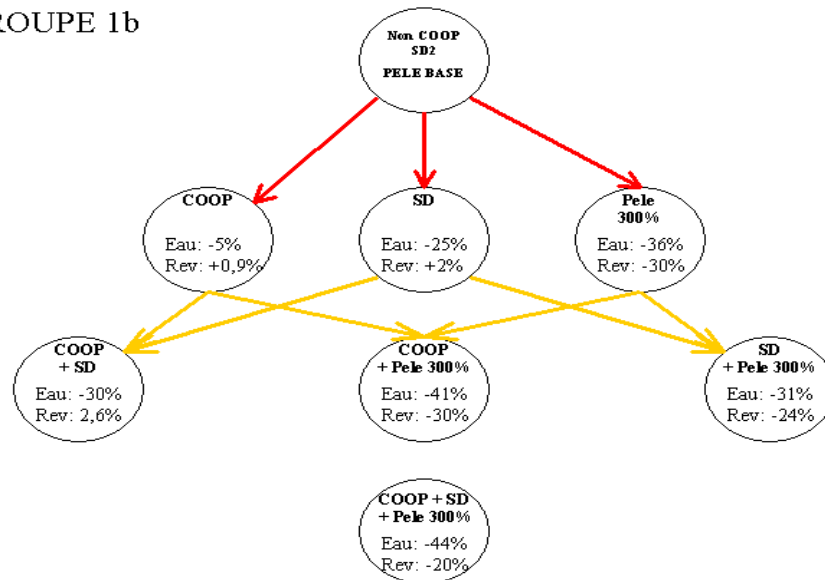 ROUPE 1b
Non COOP
SD2
PELE BASE
COOP
Eau: -5%
Rev: +0,9%
SD
Eau: -25%
Rev: +2%
Pele
300%
Eau: -36%
Rev: -30%
COOP
+ SD
Eau: -30%
Rev: 2,6%
COOP
+ Pele 300%
Eau: -41%
Rev: -30%
SD
+ Pele 300%
Eau: -31%
Rev: -24%
COOP + SD
+ Pele 300%
Eau: -44%
Rev: -20%